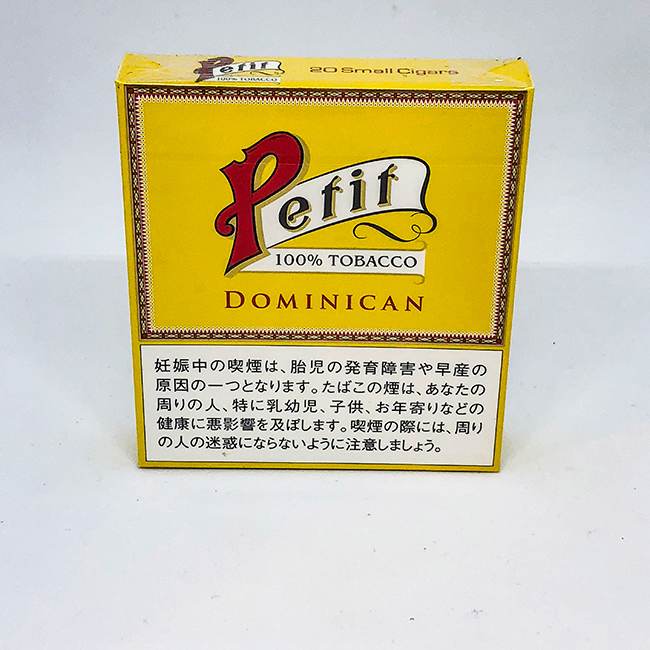 Petit
100% TOBACCO
20 Small Cigars
Petit
100% TOBACCO
DOMINICAN
妊娠中の喫煙は、胎児の発育障害や早産の
原因の一つとなります。たばこの煙は、あなたの
周りの人、特に乳幼児、子供、お年寄りなどの
健康に悪影響を及ぼします。喫煙の際には、周り
の人の迷惑にならないように注意しましょう。